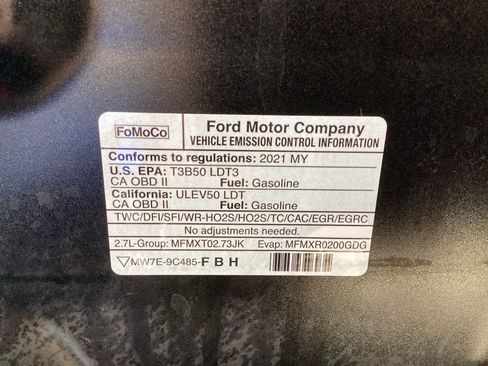 FoMoCo
Ford Motor Company
VEHICLE EMISSION CONTROL INFORMATION
Conforms to regulations: 2021 MY
U.S. EPA: T3B50 LDT3
CA OBD II Fuel: Gasoline
California: ULEV50 LDT
CA OBD II Fuel: Gasoline
TWC/DFI/SFI/WR-HO2S/HO2S/TC/CAC/EGR/EGRC
No adjustments needed.
2.7L-Group: MFMXT02.73JK Evap: MFMXR0200GDG
MW7E-9C485-F B H